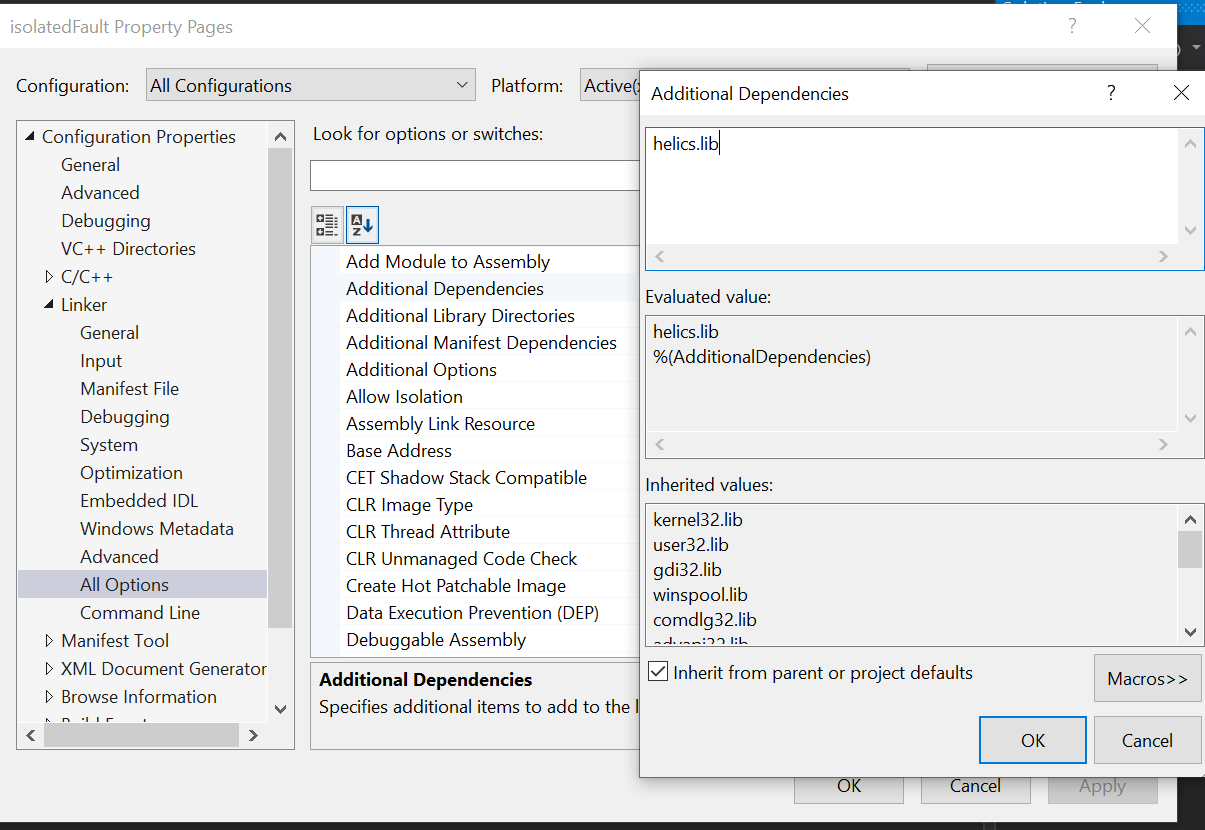 isolatedFault Property Pages
?
Configuration:
All Configurations
Platform:
Active(
Configuration Properties
General
Advanced
Debugging
VC++ Directories
C/C++
Linker
General
Input
Manifest File
Debugging
System
Optimization
Embedded IDL
Windows Metadata
Advanced
All Options
Command Line
Manifest Tool
XML Document Generator
Browse Information
Look for options or switches:
Add Module to Assembly
Additional Dependencies
Additional Library Directories
Additional Manifest Dependencies
Additional Options
Allow Isolation
Assembly Link Resource
Base Address
CET Shadow Stack Compatible
CLR Image Type
CLR Thread Attribute
CLR Unmanaged Code Check
Create Hot Patchable Image
Data Execution Prevention (DEP)
Debuggable Assembly
Additional Dependencies
Specifies additional items to add to the
OK
Cancel
Apply
Additional Dependencies
?
helics.lib
Evaluated value:
helics.lib
%(AdditionalDependencies)
Inherited values:
kernel32.lib
user32.lib
gdi32.lib
winspool.lib
comdlg32.lib
Inherit from parent or project defaults
Macros>>
OK
Cancel